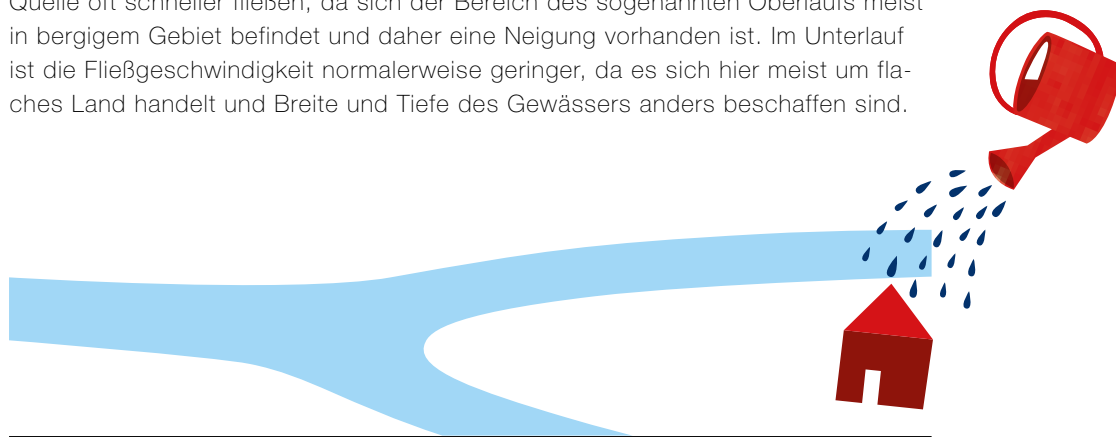 Quelle oft schneller fließen, da sich der Bereich des sogenannten Oberlaufs meist
in bergigem Gebiet befindet und daher eine Neigung vorhanden ist. Im Unterlauf
ist die Fließgeschwindigkeit normalerweise geringer, da es sich hier meist um fla-
ches Land handelt und Breite und Tiefe des Gewässers anders beschaffen sind.